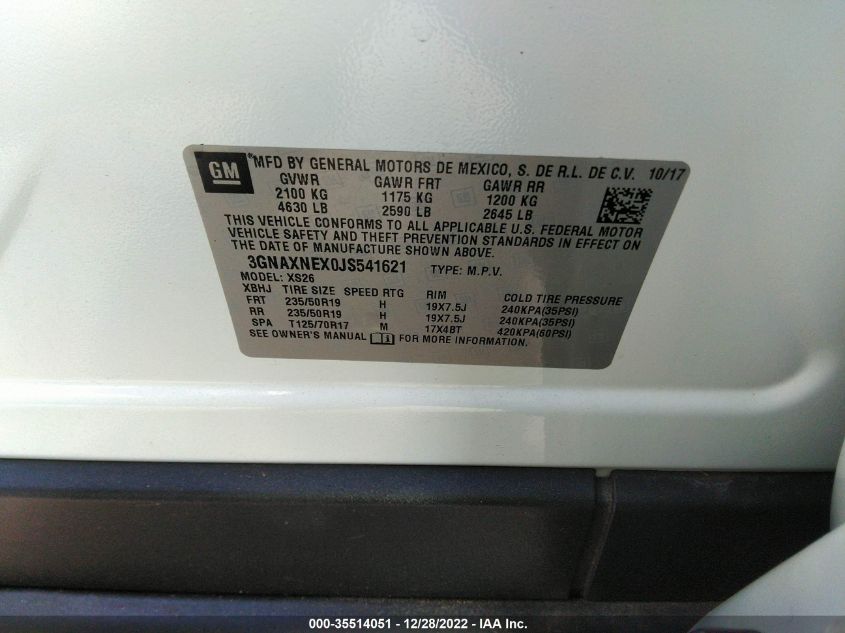 GM
MFD BY GENERAL MOTORS DE MEXICO, S. DE R.L. DE C.V. 10/17
GVWR GAWR FRT GAWR RR
2100 KG 1175 KG 1200 KG
4630 LB 2590 LB 2645 LB
THIS VEHICLE CONFORMS TO ALL APPLICABLE U.S. FEDERAL MOTOR
VEHICLE SAFETY AND THEFT PREVENTION STANDARDS IN EFFECT ON
THE DATE OF MANUFACTURE SHOWN ABOVE.
3GNAXNEX0JS541621 TYPE: M.P.V.
MODEL: XS26
XBHJ TIRE SIZE SPEED RTG RIM COLD TIRE PRESSURE
FRT 235/50R19 H 19X7.5J 240KPA(35PSI)
RR 235/50R19 H 19X7.5J 240KPA(35PSI)
SPA T125/70R17 M 17X4BT 420KPA(60PSI)
SEE OWNER'S MANUAL FOR MORE INFORMATION.
000-35514051 - 12/28/2022 - IAA Inc.